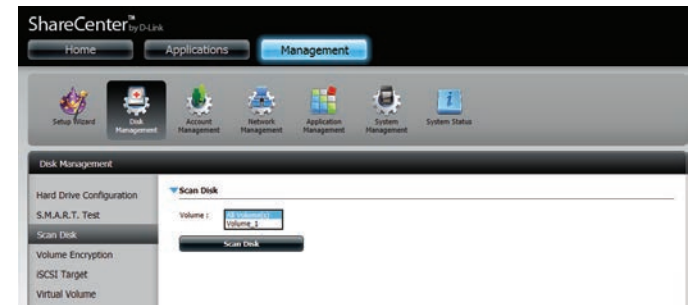 ShareCenter™ by D-Link
Home Applications Management
Setup Wizard Disk Management Account Management Network Management Application Management System Management System Status
Disk Management
Hard Drive Configuration
S.M.A.R.T. Test
Scan Disk
Volume Encryption
iSCSI Target
Virtual Volume
Scan Disk
Volume : All Volume(s)
Volume_1
Scan Disk